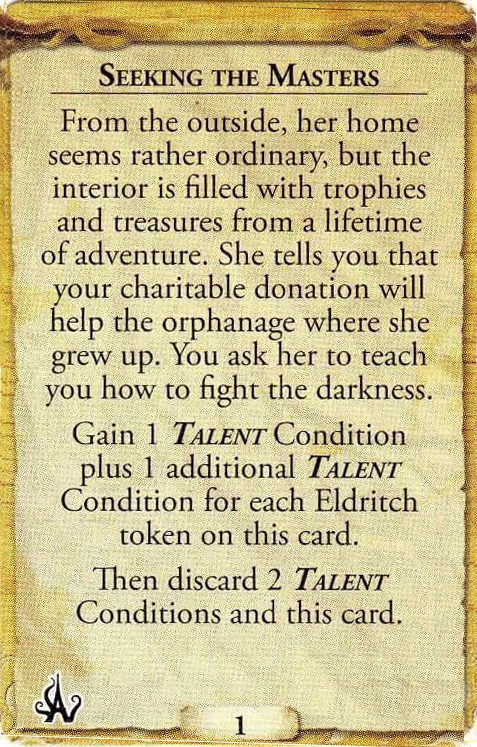 SEEKING THE MASTERS
From the outside, her home
seems rather ordinary, but the
interior is filled with trophies
and treasures from a lifetime
of adventure. She tells you that
your charitable donation will
help the orphanage where she
grew up. You ask her to teach
you how to fight the darkness.
Gain 1 TALENT Condition
plus 1 additional TALENT
Condition for each Eldritch
token on this card.
Then discard 2 TALENT
Conditions and this card.
1